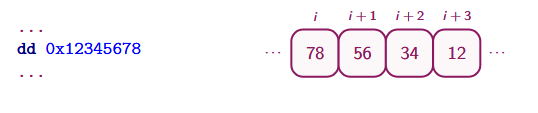 ...
dd 0x12345678
...
i i + 1 i + 2 i + 3
... 78 56 34 12 ...